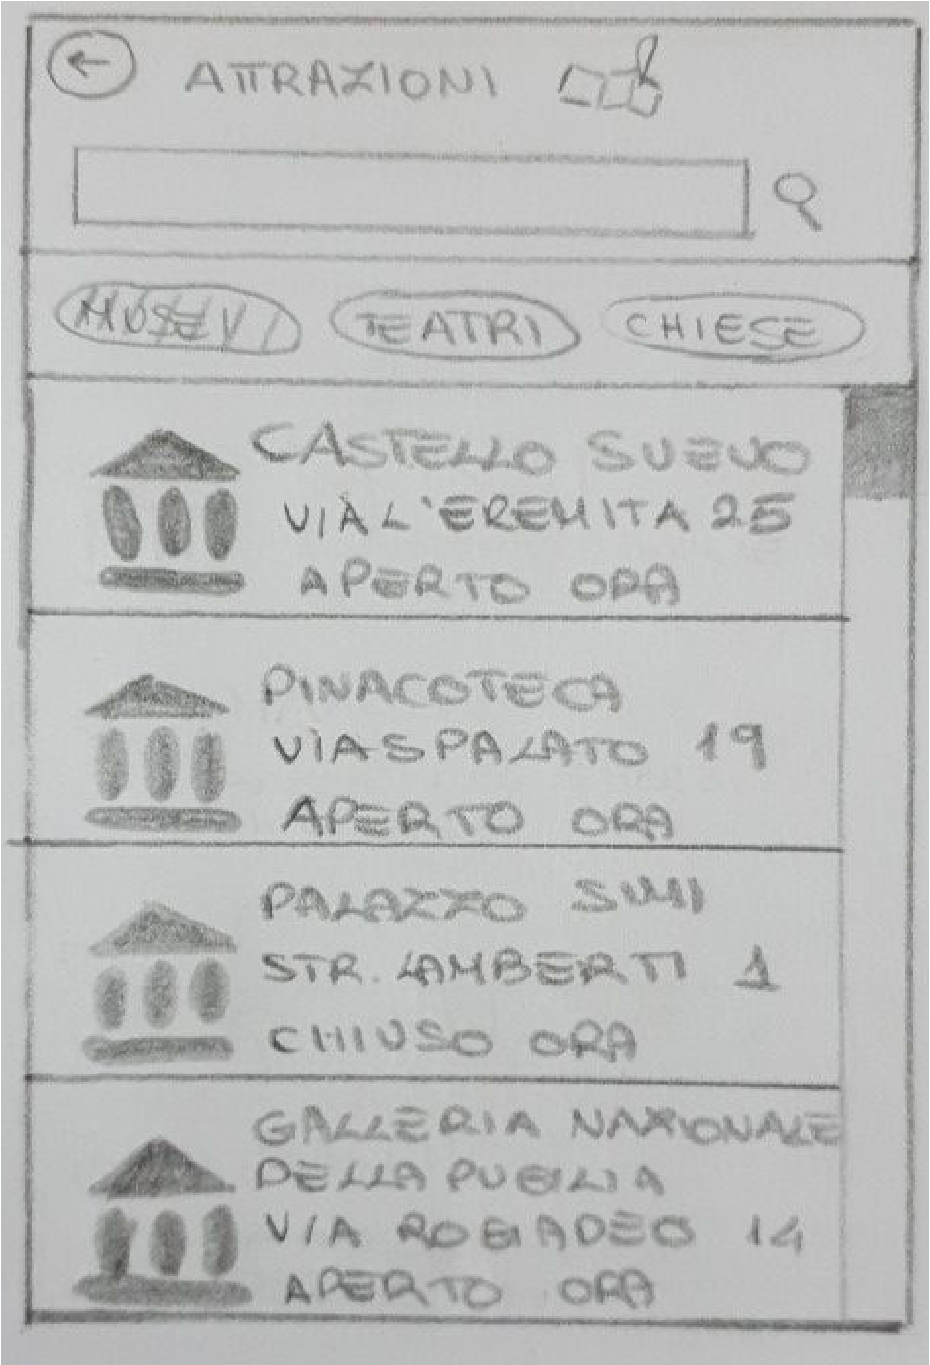 ATTRAZIONI
MUSEI
TEATRI
CHIESE
CASTELLO SVEVO
VIA L'EREMITA 25
APERTO ORA
PINACOTECA
VIA SPALATO 19
APERTO ORA
PALAZZO SIMI
STR. LAMBERTI 1
CHIUSO ORA
GALLERIA NAZIONALE
DELLA PUGLIA
VIA ROGADEO 14
APERTO ORA